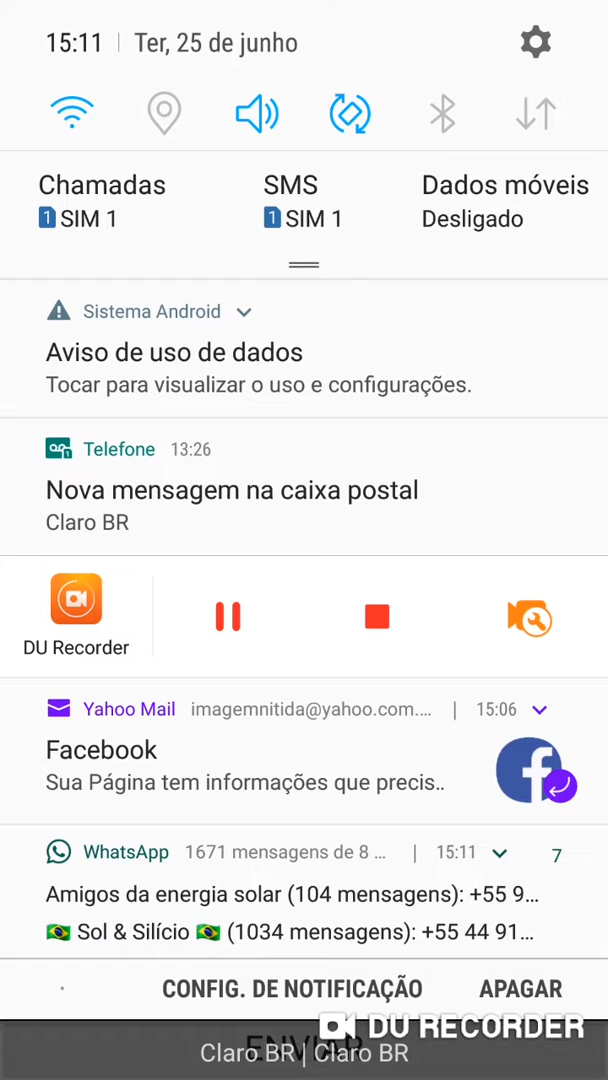 15:11 | Ter, 25 de junho
Chamadas SMS Dados móveis
1 SIM 1 1 SIM 1 Desligado
Sistema Android
Aviso de uso de dados
Tocar para visualizar o uso e configurações.
Telefone 13:26
Nova mensagem na caixa postal
Claro BR
DU Recorder
Yahoo Mail imagemnitida@yahoo.com.... | 15:06
Facebook
Sua Página tem informações que precis..
WhatsApp 1671 mensagens de 8 ... | 15:11 7
Amigos da energia solar (104 mensagens): +55 9...
🇧🇷 Sol & Silício 🇧🇷 (1034 mensagens): +55 44 91...
CONFIG. DE NOTIFICAÇÃO APAGAR
DU RECORDER
ENVIAR
Claro BR | Claro BR